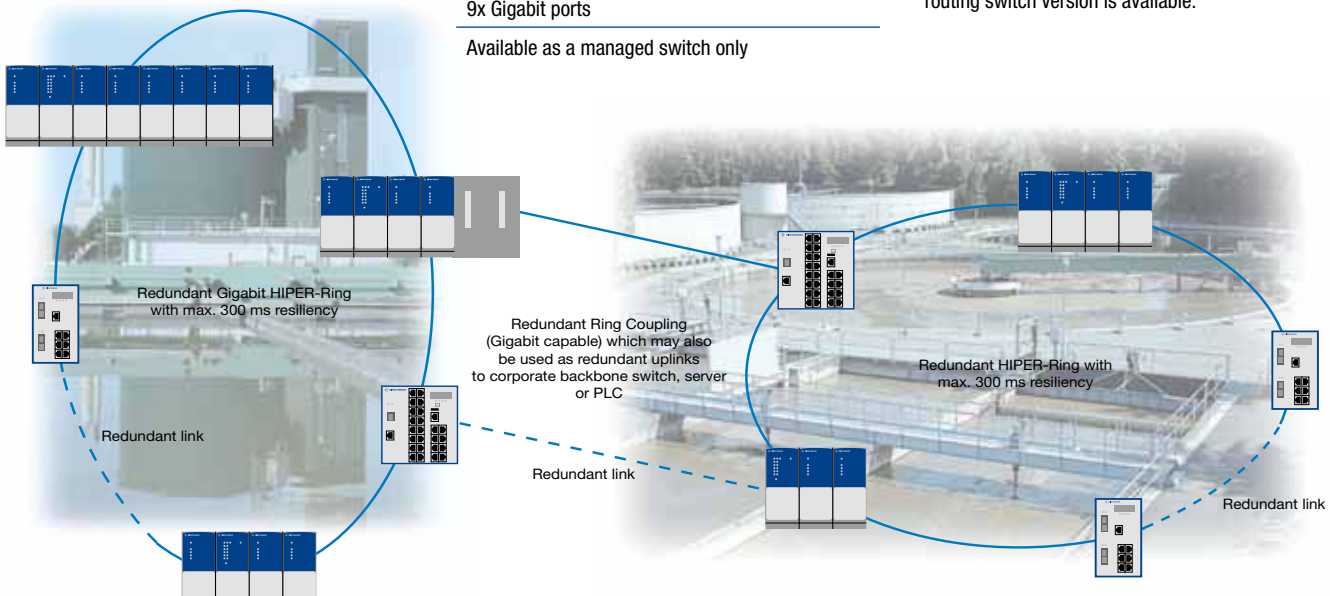 9x Gigabit ports
routing switch version is available.
Available as a managed switch only
Redundant Gigabit HIPER-Ring
with max. 300 ms resiliency
Redundant Ring Coupling
(Gigabit capable) which may also
be used as redundant uplinks
to corporate backbone switch, server
or PLC
Redundant HIPER-Ring with
max. 300 ms resiliency
Redundant link
Redundant link
Redundant link